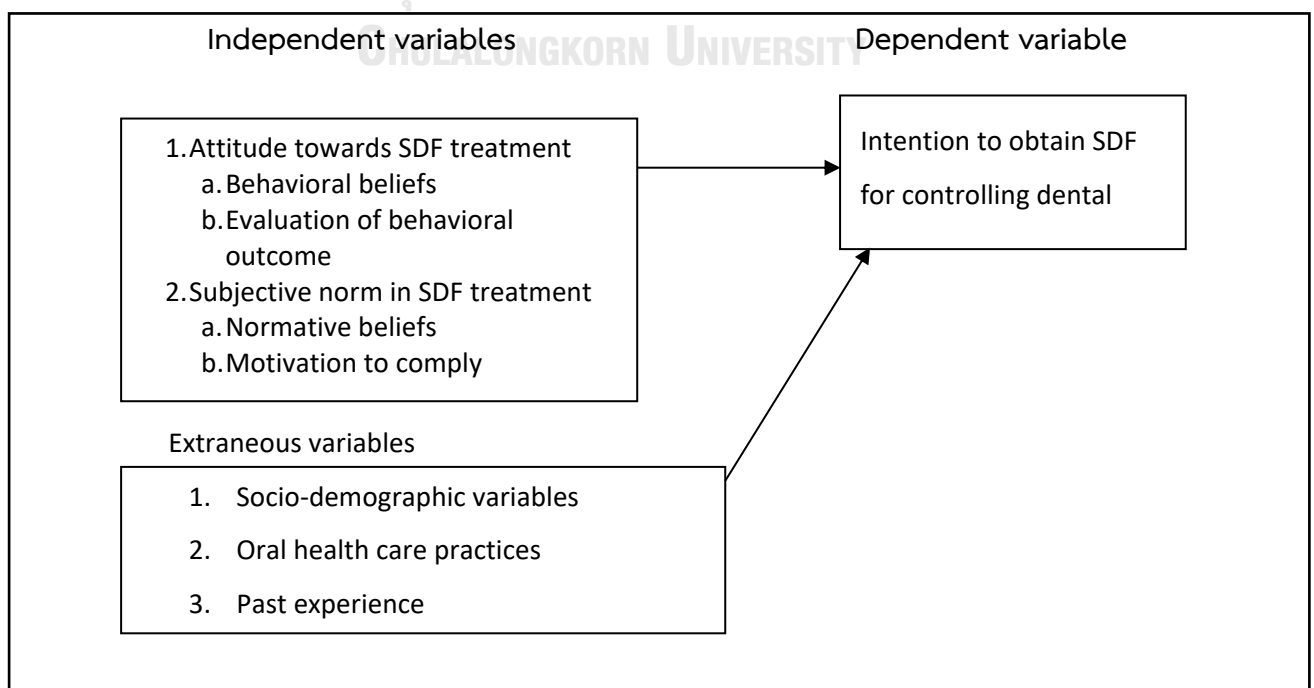 CHULALONGKORN UNIVERSITY
Independent variables
Dependent variable
1.Attitude towards SDF treatment
a.Behavioral beliefs
b.Evaluation of behavioral
outcome
2.Subjective norm in SDF treatment
a.Normative beliefs
b.Motivation to comply
Intention to obtain SDF
for controlling dental
Extraneous variables
1. Socio-demographic variables
2. Oral health care practices
3. Past experience